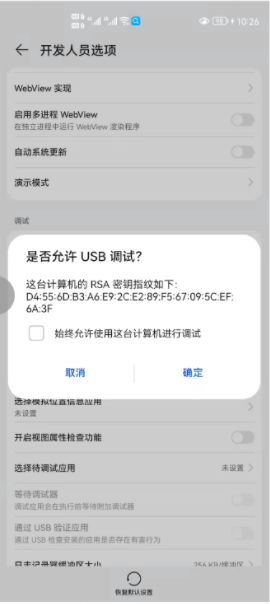 10:26
开发人员选项
WebView 实现
启用多进程 WebView
在独立进程中运行 WebView 渲染程序
自动系统更新
演示模式
调试
是否允许 USB 调试?
这台计算机的 RSA 密钥指纹如下:
D4:55:6D:B3:A6:E9:2C:E2:89:F5:67:09:5C:EF:
6A:3F
始终允许使用这台计算机进行调试
取消 确定
选择模拟位置信息应用
未设置
开启视图属性检查功能
选择待调试应用 未设置
等待调试器
调试应用会在执行前等待附加调试器
通过 USB 验证应用
通过 USB 检查安装的应用是否存在有害行为
日志记录器缓冲区大小 256 KB/缓冲区
恢复默认设置